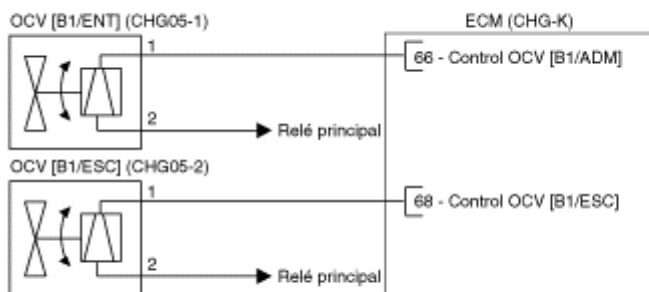 OCV [B1/ENT] (CHG05-1)
ECM (CHG-K)
1
66 - Control OCV [B1/ADM]
2
Relé principal
OCV [B1/ESC] (CHG05-2)
1
68 - Control OCV [B1/ESC]
2
Relé principal